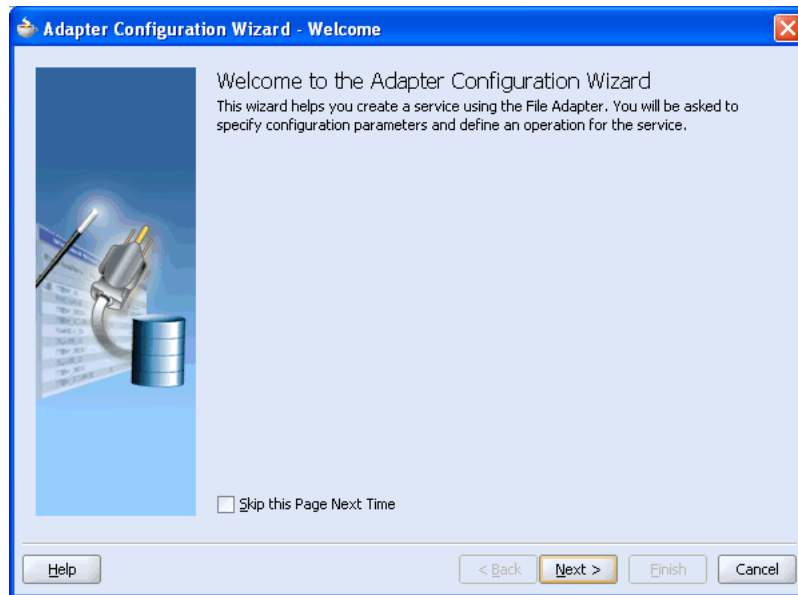 Adapter Configuration Wizard - Welcome
Welcome to the Adapter Configuration Wizard
This wizard helps you create a service using the File Adapter. You will be asked to
specify configuration parameters and define an operation for the service.
Skip this Page Next Time
Help
< Back
Next >
Finish
Cancel